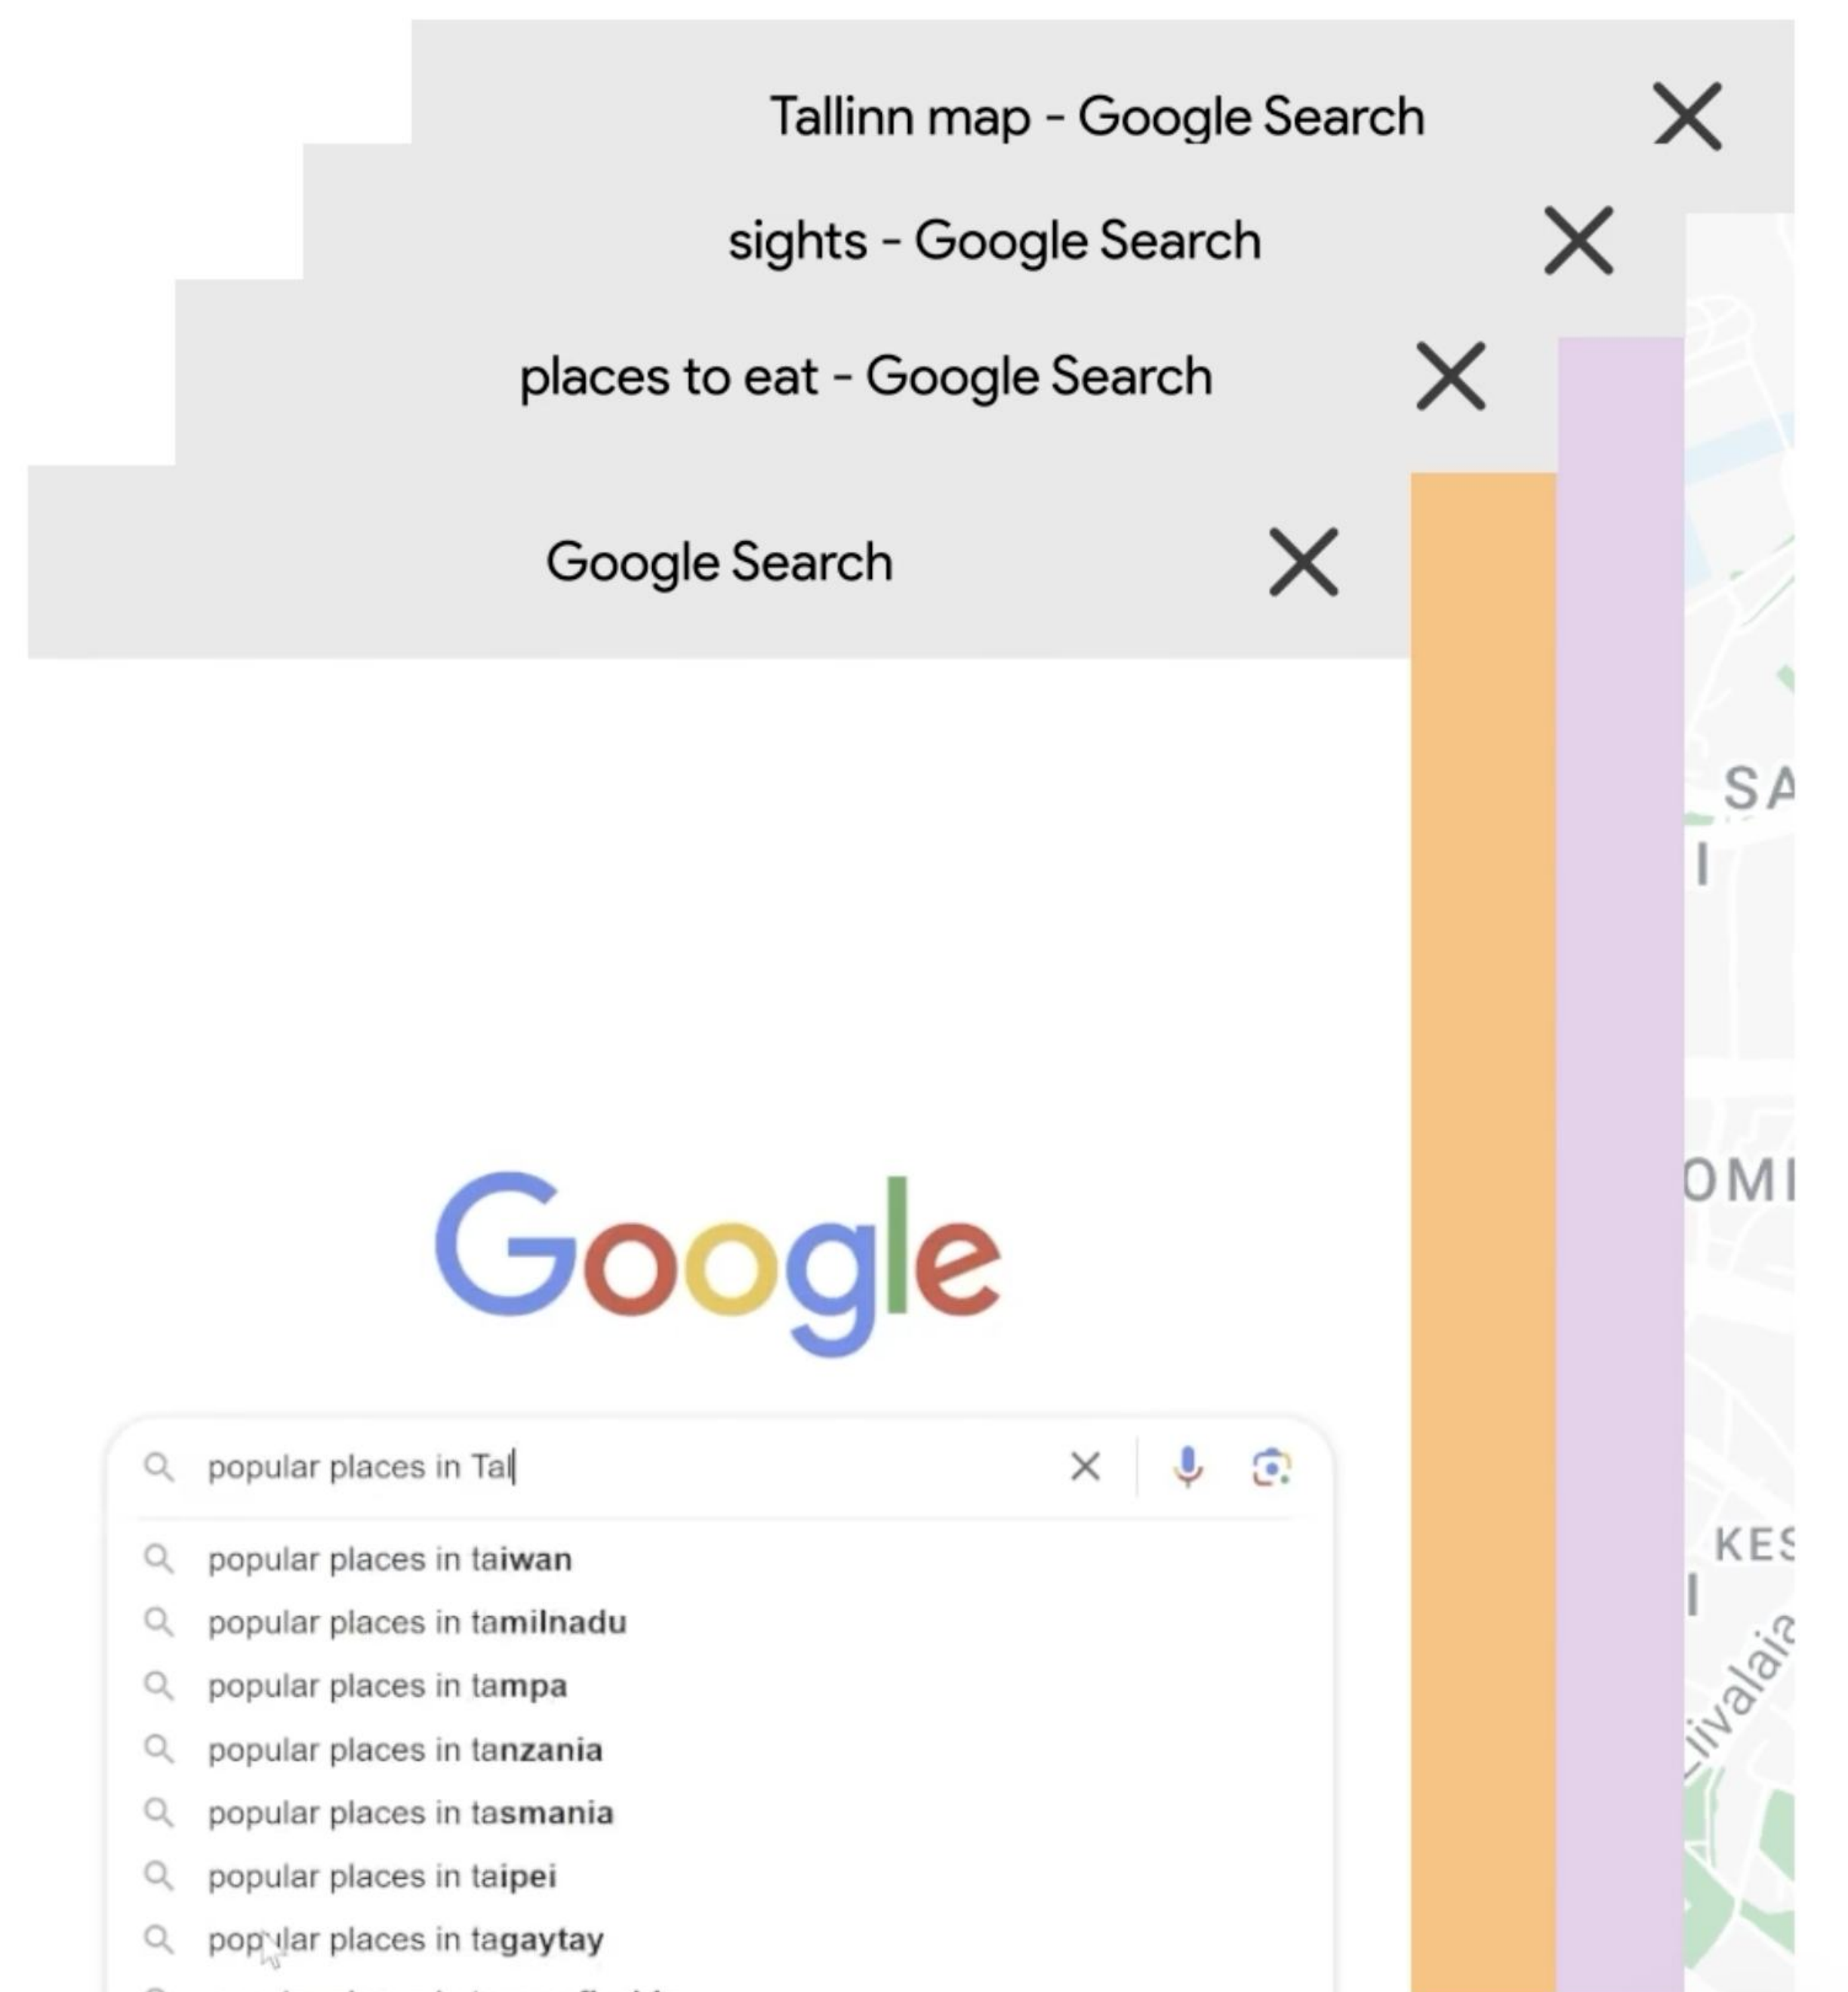 Tallinn map - Google Search
sights - Google Search
places to eat - Google Search
Google Search
SA
I
OMI
Google
popular places in Tal
popular places in taiwan
KES
popular places in tamilnadu
I
popular places in tampa
Liivalaia
popular places in tanzania
popular places in tasmania
popular places in taipei
popular places in tagaytay